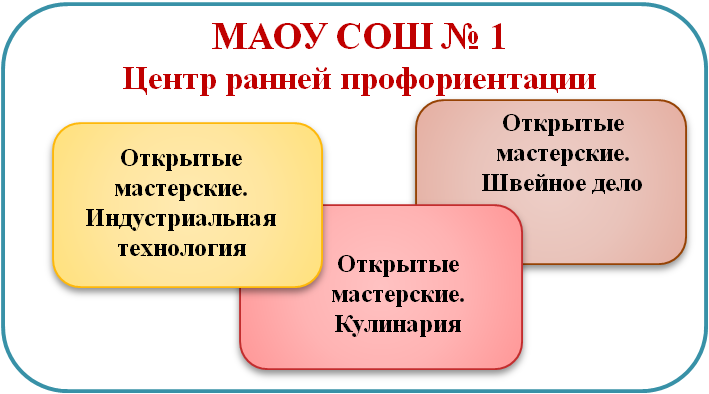 МАОУ СОШ № 1
Центр ранней профориентации
Открытые
мастерские.
Индустриальная
технология
Открытые
мастерские.
Кулинария
Открытые
мастерские.
Швейное дело